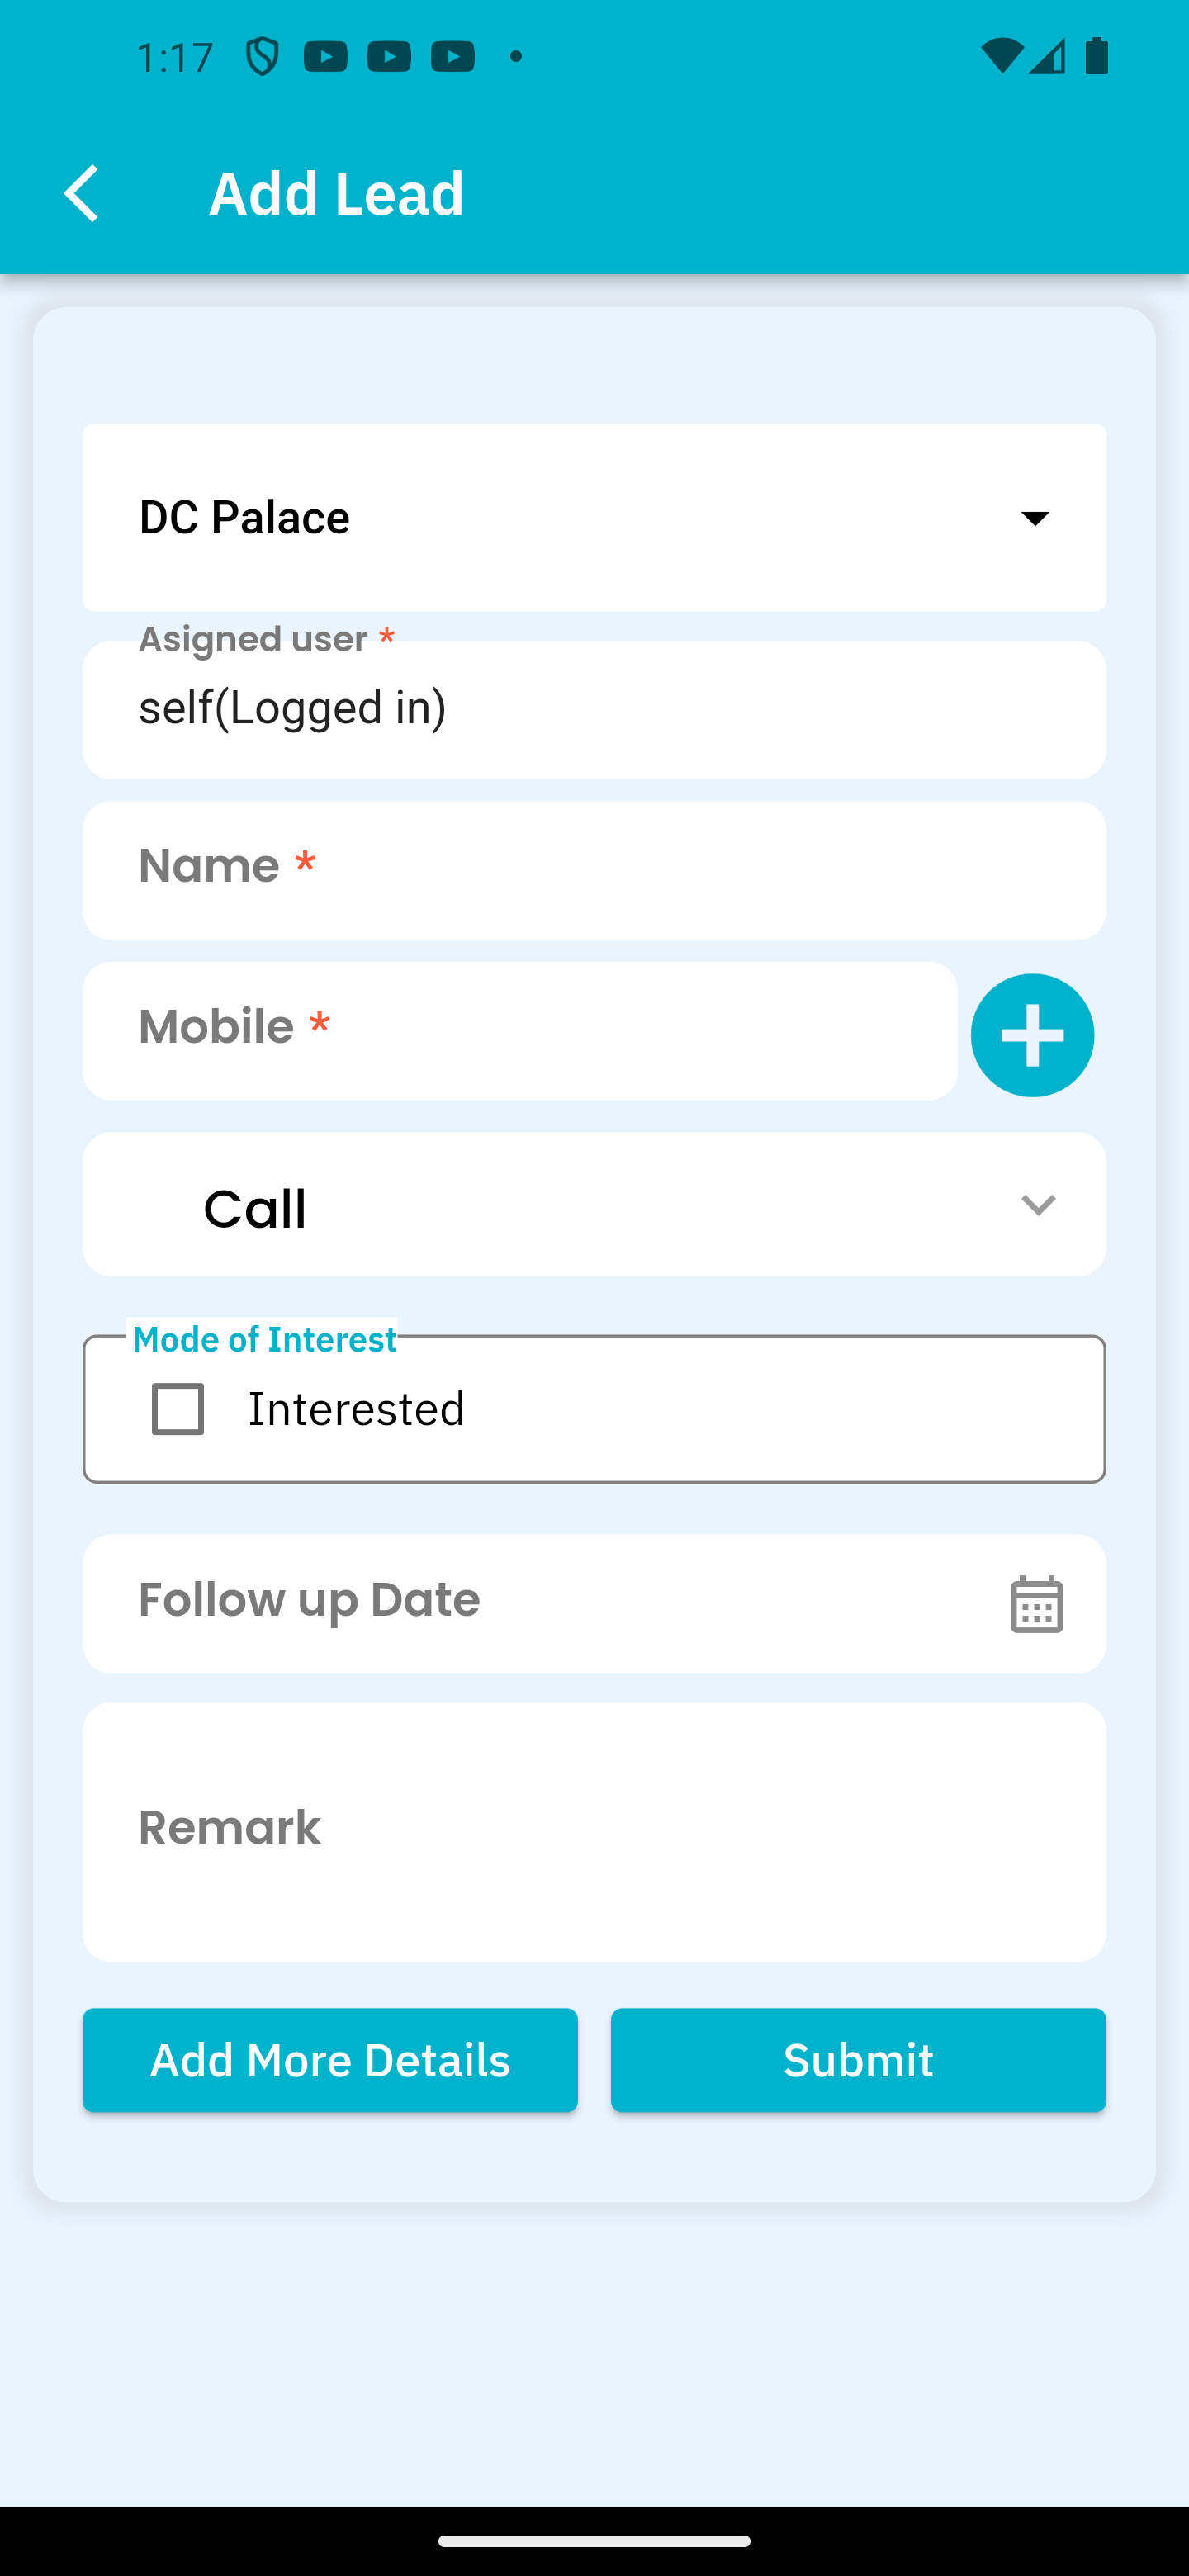 1:17
Add Lead
DC Palace
Asigned user *
self(Logged in)
Name *
Mobile *
Call
Mode of Interest
Interested
Follow up Date
Remark
Add More Details
Submit